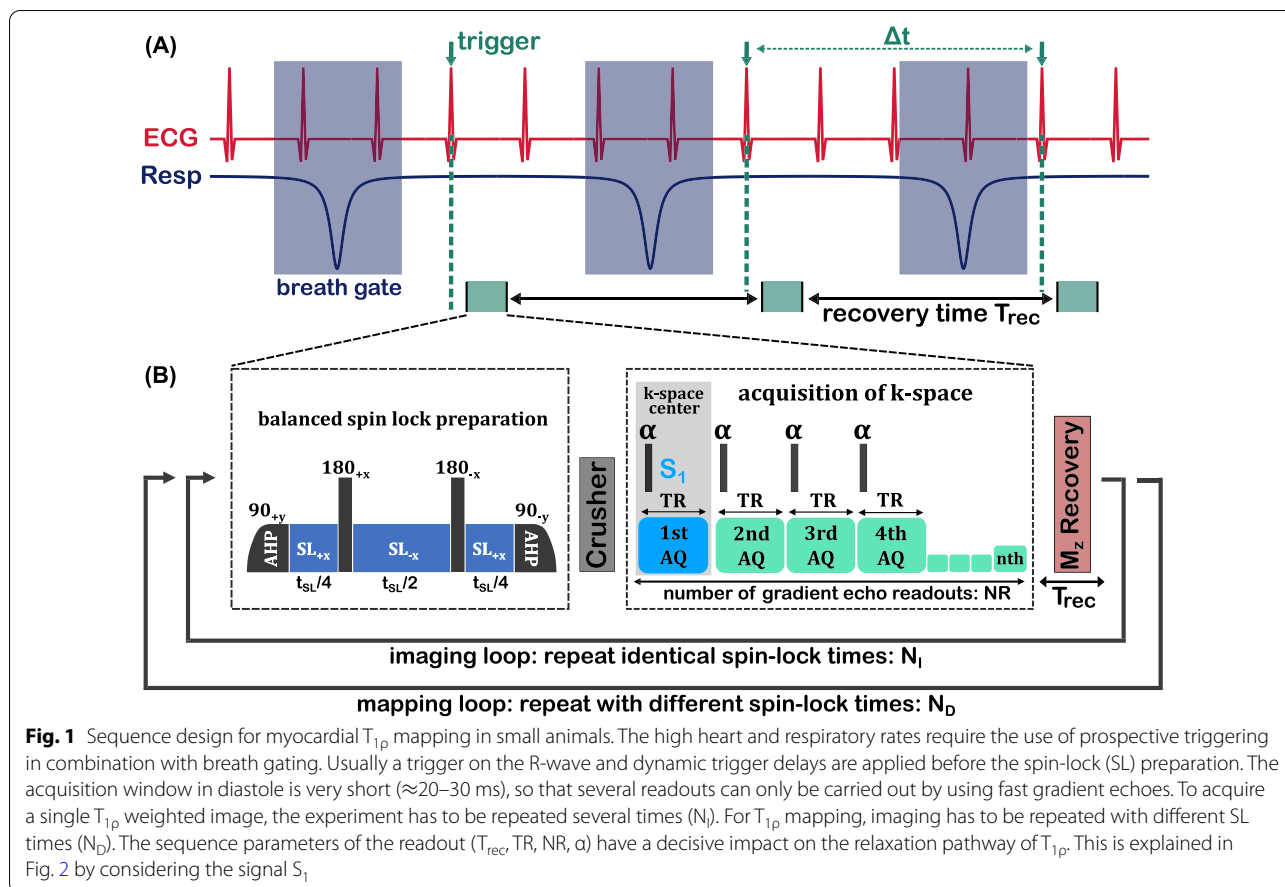 (A)
trigger
Δt
ECG
Resp
breath gate
recovery time Trec
(B)
balanced spin lock preparation
90+y
180+x
180-x
90-y
AHP
SL+x
SL-x
SL+x
AHP
tSL/4
tSL/2
tSL/4
Crusher
k-space
center
acquisition of k-space
α
α
α
α
S1
TR
TR
TR
TR
1st
AQ
2nd
AQ
3rd
AQ
4th
AQ
nth
number of gradient echo readouts: NR
Mz Recovery
Trec
imaging loop: repeat identical spin-lock times: NI
mapping loop: repeat with different spin-lock times: ND
Fig. 1 Sequence design for myocardial T1ρ mapping in small animals. The high heart and respiratory rates require the use of prospective triggering
in combination with breath gating. Usually a trigger on the R-wave and dynamic trigger delays are applied before the spin-lock (SL) preparation. The
acquisition window in diastole is very short (≈20–30 ms), so that several readouts can only be carried out by using fast gradient echoes. To acquire
a single T1ρ weighted image, the experiment has to be repeated several times (NI). For T1ρ mapping, imaging has to be repeated with different SL
times (ND). The sequence parameters of the readout (Trec, TR, NR, α) have a decisive impact on the relaxation pathway of T1ρ. This is explained in
Fig. 2 by considering the signal S1